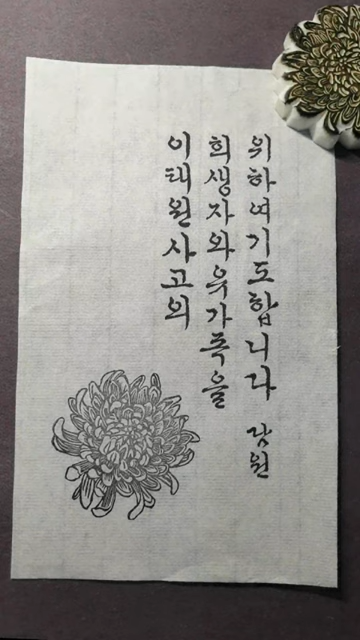 이태원사고의
희생자와유가족을
위하여기도합니다 낭원